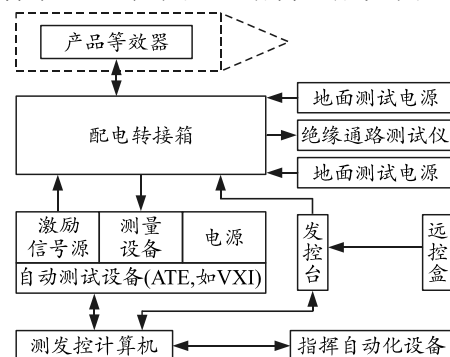 产品等效器
地面测试电源
配电转接箱
绝缘通路测试仪
地面测试电源
激励
信号源
测量
设备
电源
发控台
远控盒
自动测试设备(ATE,如VXI)
测发控计算机
指挥自动化设备